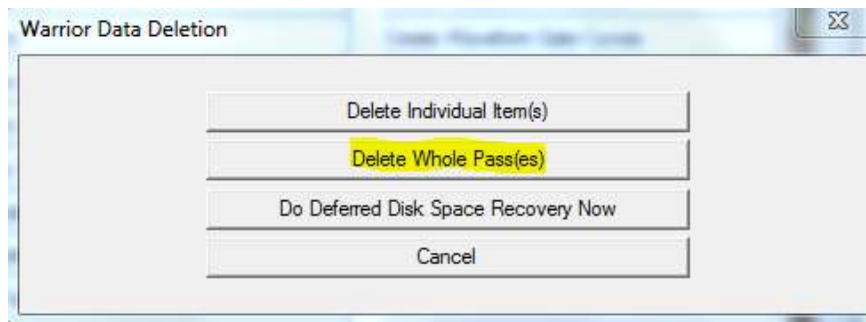 Warrior Data Deletion
Delete Individual Item(s)
Delete Whole Pass(es)
Do Deferred Disk Space Recovery Now
Cancel